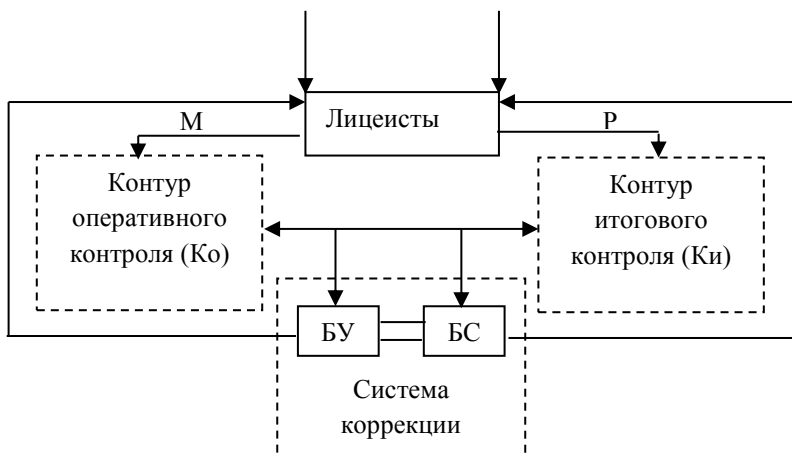 Лицеисты
М
Р
Контур
оперативного
контроля (Ко)
Контур
итогового
контроля (Ки)
БУ
БС
Система
коррекции